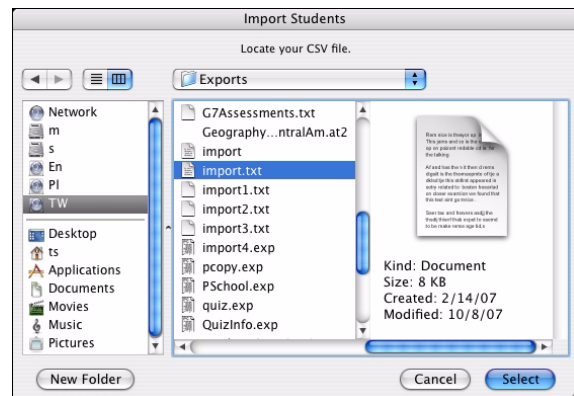 Import Students
Locate your CSV file.
Exports
Network
m
s
En
Pl
TW
Desktop
ts
Applications
Documents
Movies
Music
Pictures
G7Assessments.txt
Geography...ntralAm.at2
import
import.txt
import1.txt
import2.txt
import3.txt
import4.exp
pcopy.exp
PSchool.exp
quiz.exp
QuizInfo.exp
Kind: Document
Size: 8 KB
Created: 2/14/07
Modified: 10/8/07
New Folder
Cancel
Select